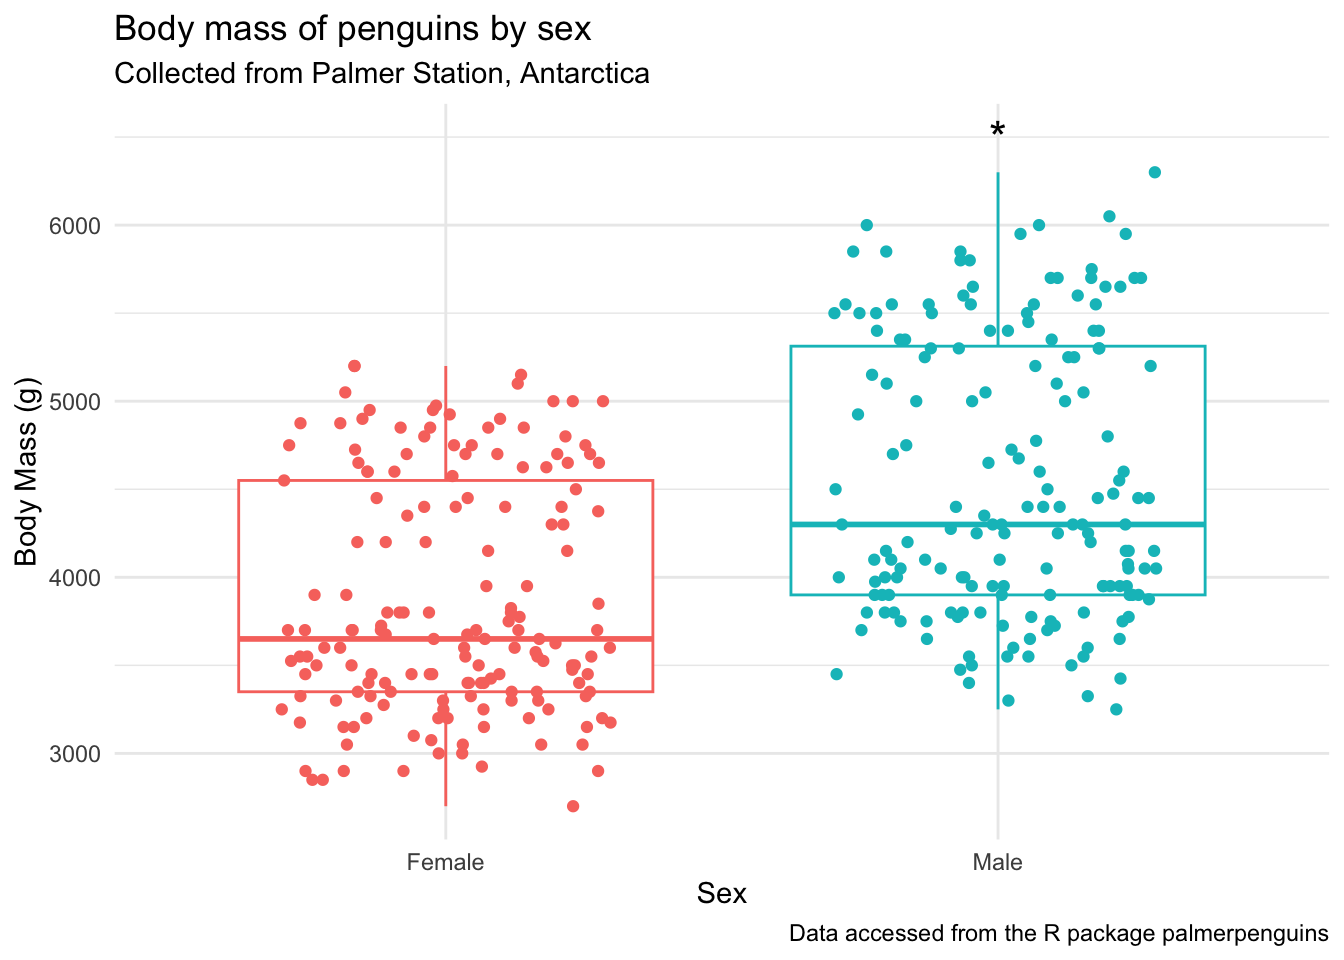 Body mass of penguins by sex
Collected from Palmer Station, Antarctica
*
6000
5000
4000
3000
Body Mass (g)
Female
Male
Sex
Data accessed from the R package palmerpenguins